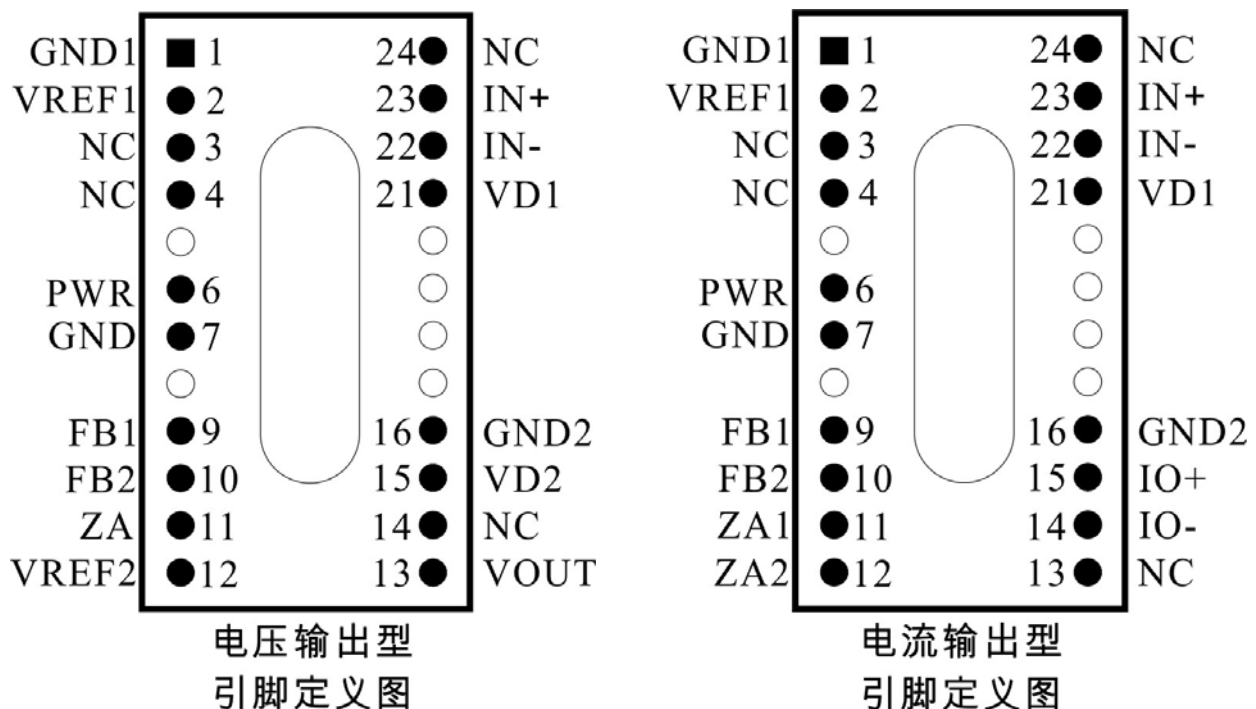 GND1 1 24 NC
VREF1 2 23 IN+
NC 3 22 IN-
NC 4 21 VD1
PWR 6
GND 7
FB1 9 16 GND2
FB2 10 15 VD2
ZA 11 14 NC
VREF2 12 13 VOUT
电压输出型
引脚定义图
GND1 1 24 NC
VREF1 2 23 IN+
NC 3 22 IN-
NC 4 21 VD1
PWR 6
GND 7
FB1 9 16 GND2
FB2 10 15 IO+
ZA1 11 14 IO-
ZA2 12 13 NC
电流输出型
引脚定义图